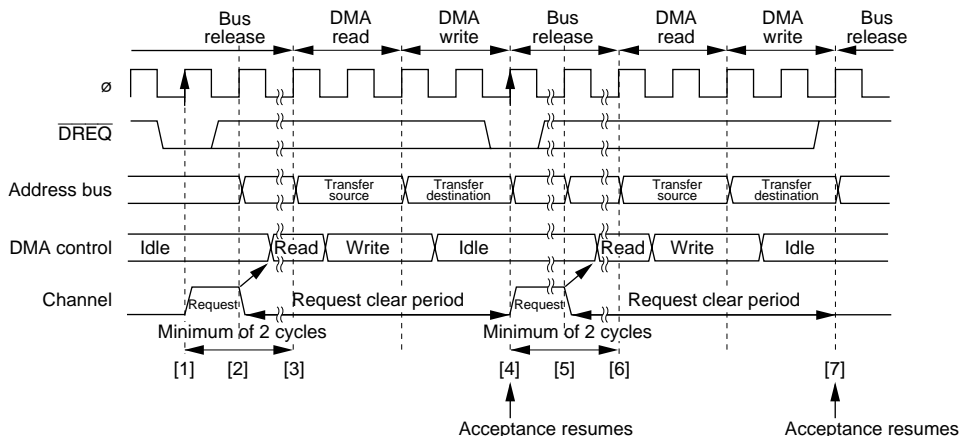 Bus release DMA read DMA write Bus release DMA read DMA write Bus release
ø
DREQ
Address bus Transfer source Transfer destination Transfer source Transfer destination
DMA control Idle Read Write Idle Read Write Idle
Channel Request Request clear period Request Request clear period
Minimum of 2 cycles Minimum of 2 cycles
[1] [2] [3] [4] [5] [6] [7]
Acceptance resumes Acceptance resumes